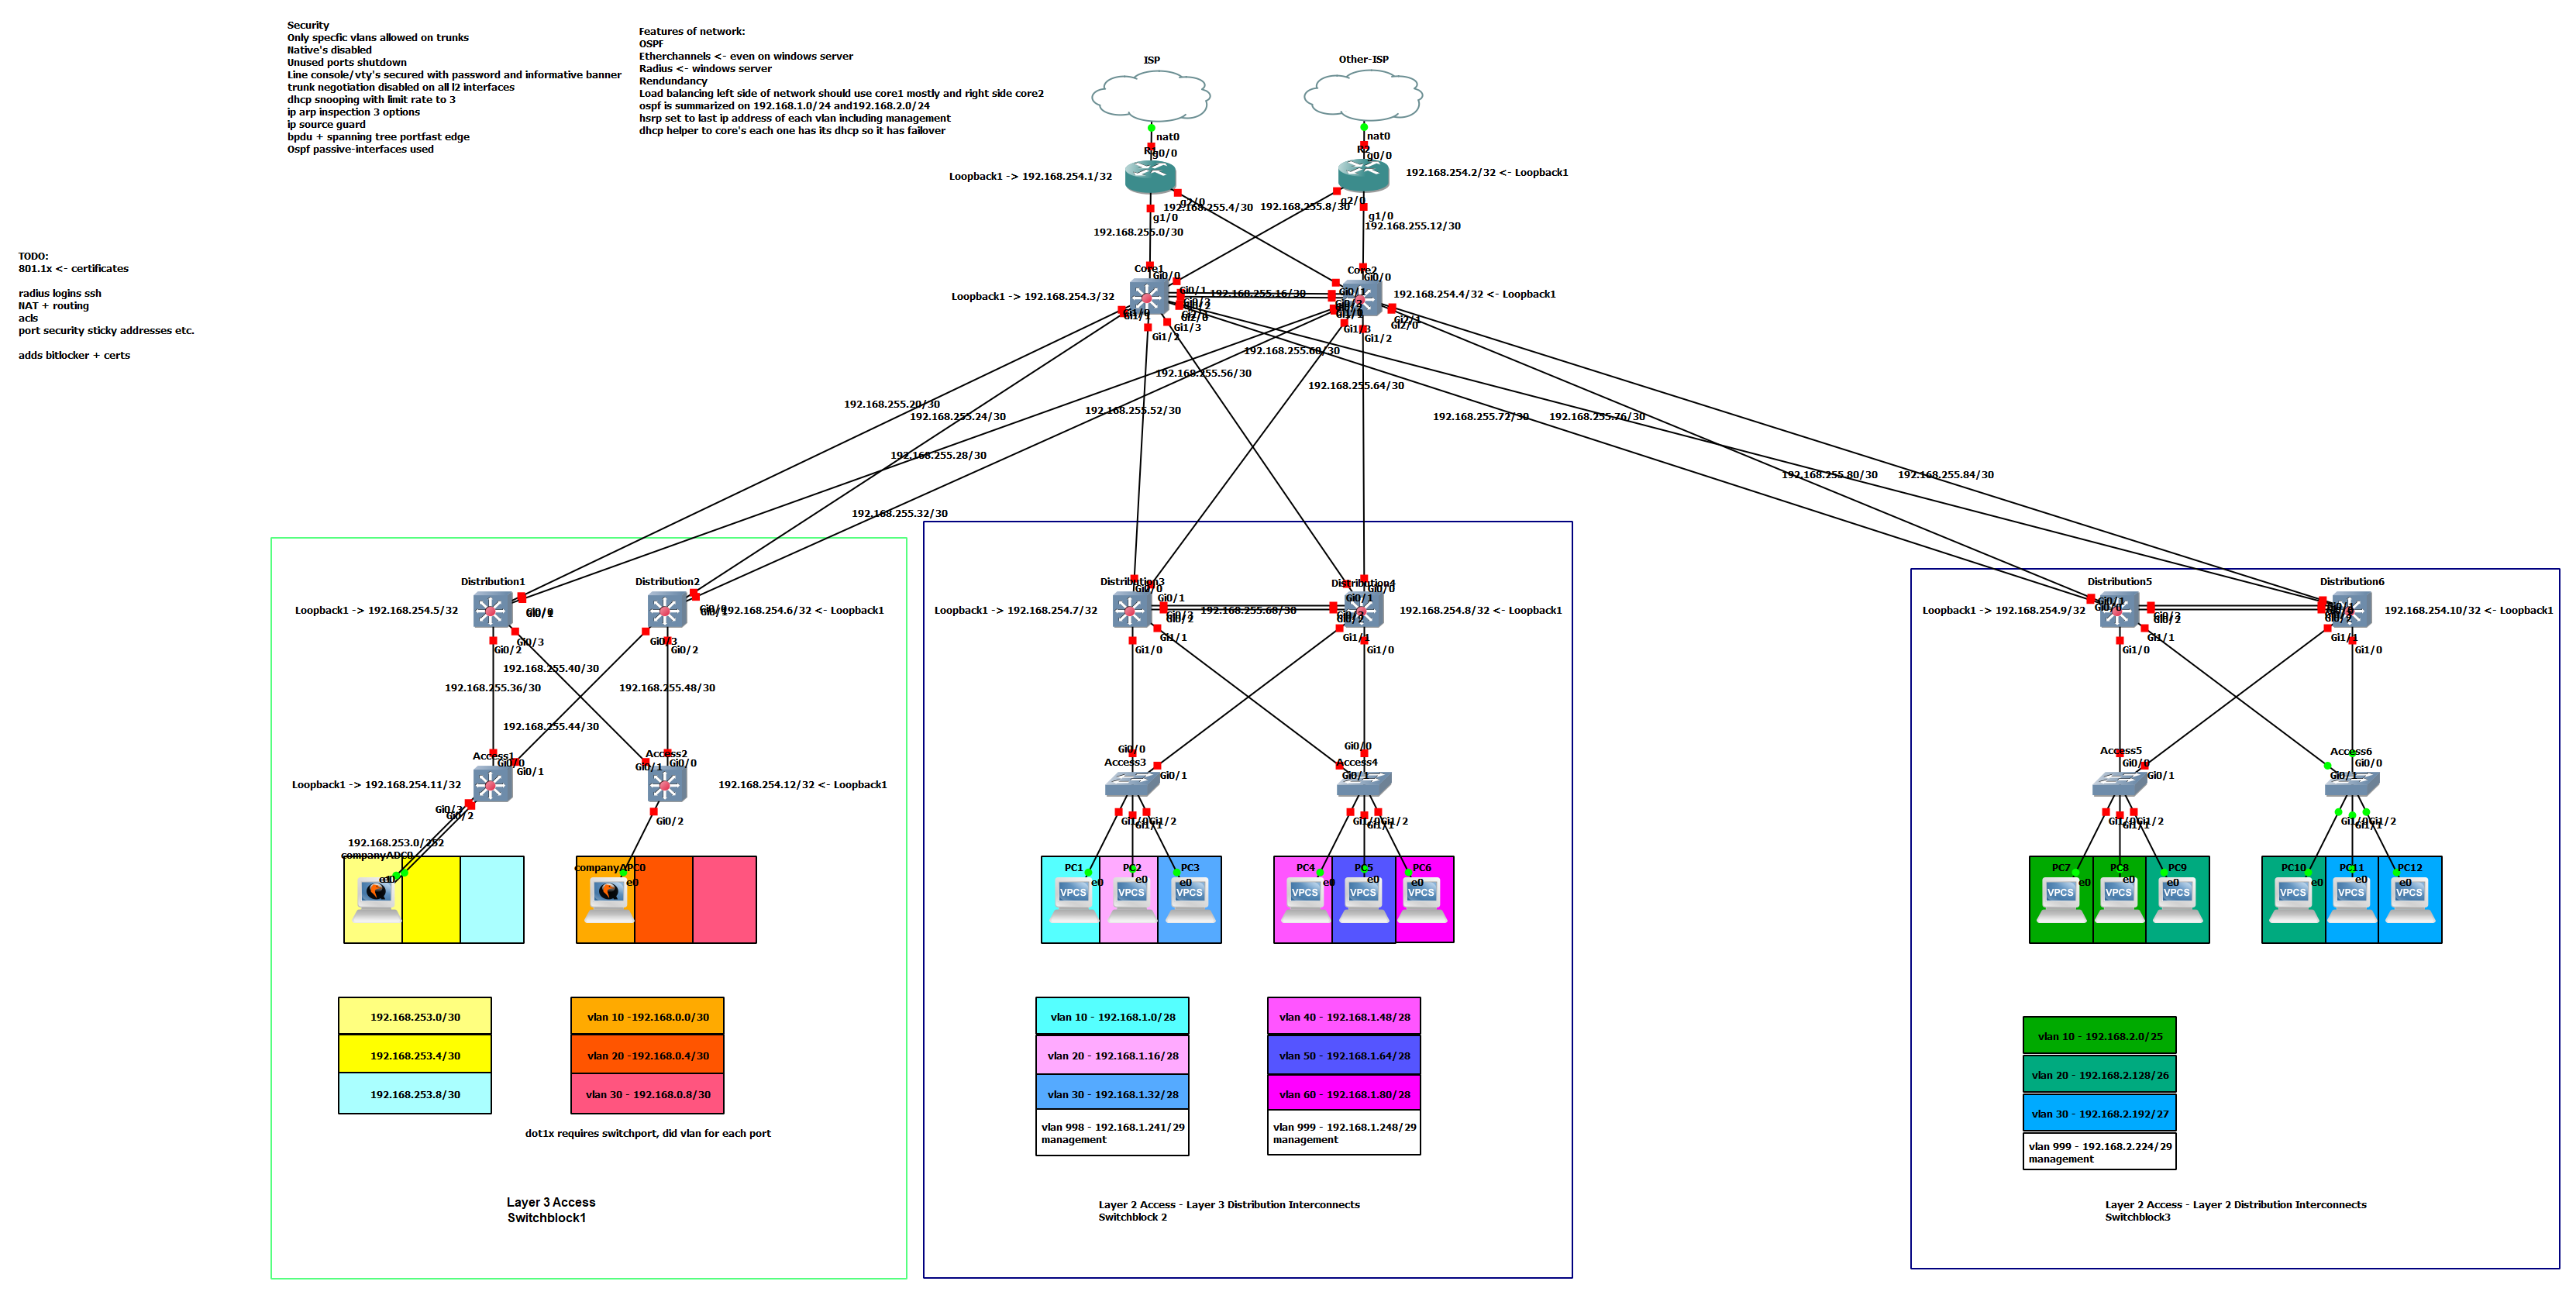 Security
Only specfic vlans allowed on trunks
Native's disabled
Unused ports shutdown
Line console/vty's secured with password and informative banner
trunk negotiation disabled on all l2 interfaces
dhcp snooping with limit rate to 3
ip arp inspection 3 options
ip source guard
bpdu + spanning tree portfast edge
Ospf passive-interfaces used
Features of network:
OSPF
Etherchannels <- even on windows server
Radius <- windows server
Rendundancy
Load balancing left side of network should use core1 mostly and right side core2
ospf is summarized on 192.168.1.0/24 and192.168.2.0/24
hsrp set to last ip address of each vlan including management
dhcp helper to core's each one has its dhcp so it has failover
TODO:
801.1x <- certificates
radius logins ssh
NAT + routing
acls
port security sticky addresses etc.
adds bitlocker + certs
ISP
Other-ISP
nat0
nat0
R1
g0/0
R2
g0/0
Loopback1 -> 192.168.254.1/32
192.168.254.2/32 <- Loopback1
g2/0
192.168.255.4/30
192.168.255.8/30
g2/0
g1/0
g1/0
192.168.255.0/30
192.168.255.12/30
Core1
Gi0/0
Core2
Gi0/0
Loopback1 -> 192.168.254.3/32
Gi0/1
192.168.255.16/30
Gi0/1
192.168.254.4/32 <- Loopback1
Gi0/3
Gi0/2
Gi2/1
Gi2/0
Gi1/0
Gi1/1
Gi1/3
Gi1/2
Gi1/3
Gi1/2
Gi2/1
Gi2/0
192.168.255.60/30
192.168.255.56/30
192.168.255.64/30
192.168.255.20/30
192.168.255.24/30
192.168.255.52/30
192.168.255.72/30
192.168.255.76/30
192.168.255.28/30
192.168.255.80/30
192.168.255.84/30
192.168.255.32/30
Distribution1
Distribution2
Loopback1 -> 192.168.254.5/32
Gi0/0
Gi0/1
Gi0/0
Gi0/1
192.168.254.6/32 <- Loopback1
Gi0/3
Gi0/2
Gi0/3
Gi0/2
192.168.255.40/30
192.168.255.36/30
192.168.255.48/30
192.168.255.44/30
Access1
Gi0/0
Gi0/1
Access2
Gi0/1
Gi0/0
Loopback1 -> 192.168.254.11/32
192.168.254.12/32 <- Loopback1
Gi0/3
Gi0/2
Gi0/2
192.168.253.0/252
companyADC0
e0
companyAPC0
e0
192.168.253.0/30
192.168.253.4/30
192.168.253.8/30
vlan 10 -192.168.0.0/30
vlan 20 -192.168.0.4/30
vlan 30 - 192.168.0.8/30
dot1x requires switchport, did vlan for each port
Layer 3 Access
Switchblock1
Distribution3
Gi0/0
Distribution4
Gi0/0
Loopback1 -> 192.168.254.7/32
Gi0/1
Gi0/3
Gi0/2
192.168.255.68/30
Gi0/1
Gi0/3
Gi0/2
192.168.254.8/32 <- Loopback1
Gi1/1
Gi1/0
Gi1/1
Gi1/0
Gi0/0
Access3
Gi0/1
Gi0/0
Access4
Gi0/1
Gi1/0
Gi1/1
Gi1/2
Gi1/0
Gi1/1
Gi1/2
PC1
PC2
PC3
PC4
PC5
PC6
e0
e0
e0
e0
e0
e0
VPCS
VPCS
VPCS
VPCS
VPCS
VPCS
vlan 10 - 192.168.1.0/28
vlan 20 - 192.168.1.16/28
vlan 30 - 192.168.1.32/28
vlan 998 - 192.168.1.241/29
management
vlan 40 - 192.168.1.48/28
vlan 50 - 192.168.1.64/28
vlan 60 - 192.168.1.80/28
vlan 999 - 192.168.1.248/29
management
Layer 2 Access - Layer 3 Distribution Interconnects
Switchblock 2
Distribution5
Distribution6
Loopback1 -> 192.168.254.9/32
Gi0/1
Gi0/0
Gi0/3
Gi0/2
192.168.254.10/32 <- Loopback1
Gi1/1
Gi1/0
Gi1/1
Gi1/0
Access5
Gi0/0
Gi0/1
Access6
Gi0/0
Gi0/1
Gi1/0
Gi1/1
Gi1/2
Gi1/0
Gi1/1
Gi1/2
PC7
PC8
PC9
PC10
PC11
PC12
e0
e0
e0
e0
e0
e0
VPCS
VPCS
VPCS
VPCS
VPCS
VPCS
vlan 10 - 192.168.2.0/25
vlan 20 - 192.168.2.128/26
vlan 30 - 192.168.2.192/27
vlan 999 - 192.168.2.224/29
management
Layer 2 Access - Layer 2 Distribution Interconnects
Switchblock3